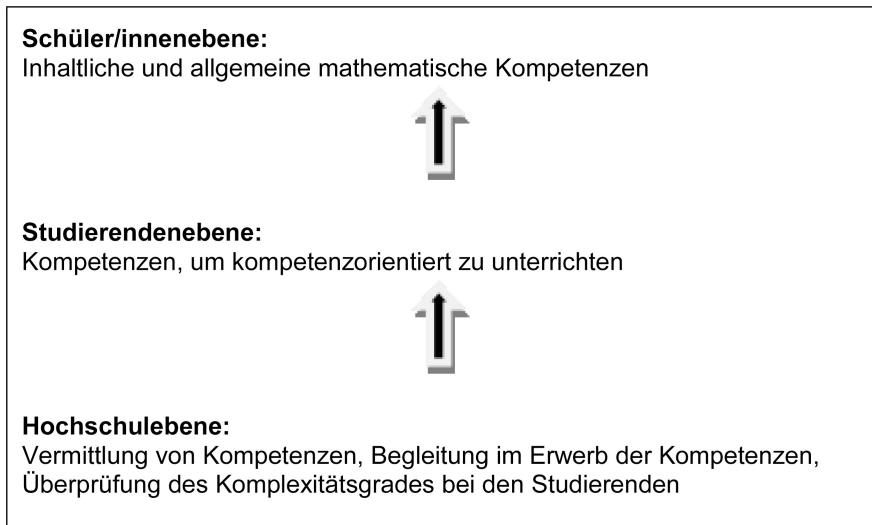 Schüler/innenebene:
Inhaltliche und allgemeine mathematische Kompetenzen
Studierendenebene:
Kompetenzen, um kompetenzorientiert zu unterrichten
Hochschulebene:
Vermittlung von Kompetenzen, Begleitung im Erwerb der Kompetenzen,
Überprüfung des Komplexitätsgrades bei den Studierenden